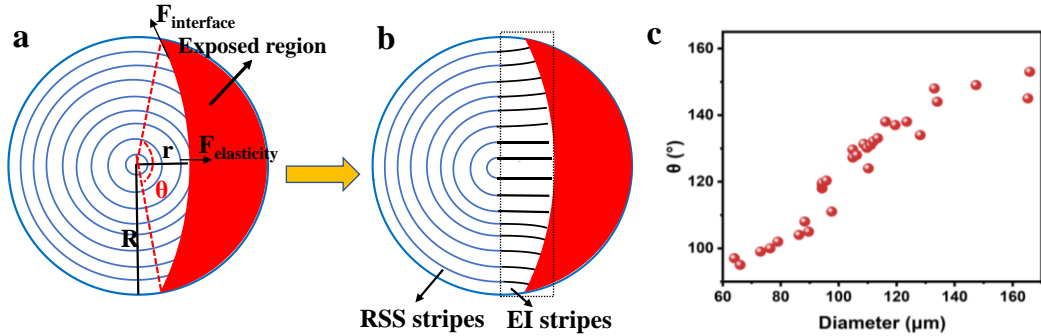 a
F_interface
Exposed region
r
F_elasticity
θ
R
b
RSS stripes
EI stripes
c
θ (°)
160
140
120
100
60
80
100
120
140
160
Diameter (μm)